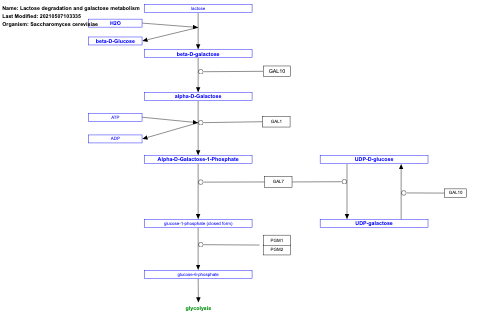 Name: Lactose degradation and galactose metabolism
Last Modified: 20210507103335
Organism: Saccharomyces cerevisiae
lactose
H2O
beta-D-Glucose
beta-D-galactose
GAL10
alpha-D-Galactose
ATP
GAL1
ADP
Alpha-D-Galactose-1-Phosphate
UDP-D-glucose
GAL7
GAL10
glucose-1-phosphate (closed form)
UDP-galactose
PGM1
PGM2
glucose-6-phosphate
glycolysis